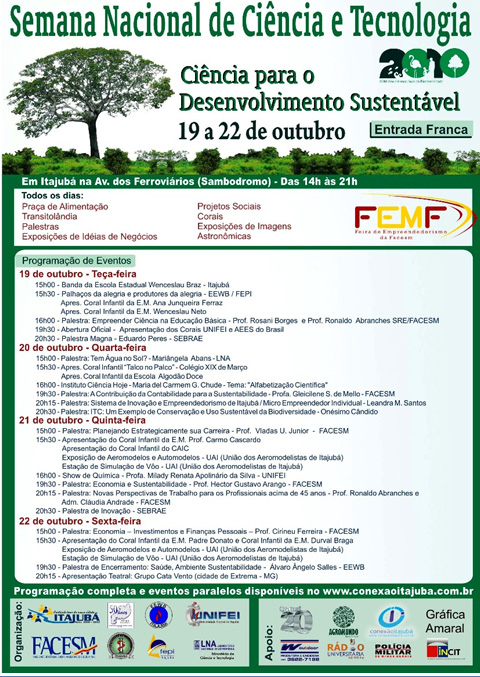 Semana Nacional de Ciência e Tecnologia
2010
Ciência para o
Desenvolvimento Sustentável
19 a 22 de outubro
Entrada Franca
Em Itajubá na Av. dos Ferroviários (Sambodromo) - Das 14h às 21h
Todos os dias:
Praça de Alimentação
Transitolândia
Palestras
Exposições de Idéias de Negócios
Projetos Sociais
Corais
Exposições de Imagens
Astronômicas
FEMF
Feira de Empreendedorismo
da Facesm
Programação de Eventos
19 de outubro - Teça-feira
15h00 - Banda da Escola Estadual Wenceslau Braz - Itajubá
15h30 - Palhaços da alegria e produtores da alegria - EEWB / FEPI
Apres. Coral Infantil da E.M. Ana Junqueira Ferraz
Apres. Coral Infantil da E.M. Wenceslau Neto
16h00 - Palestra: Empreender Ciência na Educação Básica - Prof. Rosani Borges e Prof. Ronaldo Abranches SRE/FACESM
19h30 - Abertura Oficial - Apresentação dos Corais UNIFEI e AEES do Brasil
20h30 - Palestra Magna - Eduardo Peres - SEBRAE
20 de outubro - Quarta-feira
15h00 - Palestra: Tem Água no Sol? - Mariângela Abans - LNA
15h30 - Apres. Coral Infantil "Talco no Palco" - Colégio XIX de Março
Apres. Coral Infantil da Escola Algodão Doce
16h00 - Instituto Ciência Hoje - Maria del Carmem G. Chude - Tema: "Alfabetização Cientifica"
19h30 - Palestra: A Contribuição da Contabilidade para a Sustentabilidade - Profa. Gleicilene S. de Mello - FACESM
20h15 - Palestra: Sistema de Inovação e Empreendedorismo de Itajubá / Micro Empreendedor Individual - Leandra M. Santos
20h30 - Palestra: ITC: Um Exemplo de Conservação e Uso Sustentável da Biodiversidade - Onésimo Cândido
21 de outubro - Quinta-feira
15h00 - Palestra: Planejando Estrategicamente sua Carreira - Prof. Vladas U. Junior - FACESM
15h30 - Apresentação do Coral Infantil da E.M. Prof. Carmo Cascardo
Apresentação do Coral Infantil do CAIC
Exposição de Aeromodelos e Automodelos - UAI (União dos Aeromodelistas de Itajubá)
Estação de Simulação de Vôo - UAI (União dos Aeromodelistas de Itajubá)
16h00 - Show de Química - Profa. Milady Renata Apolinário da Silva - UNIFEI
19h30 - Palestra: Economia e Sustentabilidade - Prof. Hector Gustavo Arango - FACESM
20h15 - Palestra: Novas Perspectivas de Trabalho para os Profissionais acima de 45 anos - Prof. Ronaldo Abranches e
Adm. Cláudia Andrade - FACESM
20h30 - Palestra de Inovação - SEBRAE
22 de outubro - Sexta-feira
15h00 - Palestra: Economia – Investimentos e Finanças Pessoais – Prof. Cirineu Ferreira - FACESM
15h30 - Apresentação do Coral Infantil da E.M. Padre Donato e Coral Infantil da E.M. Durval Braga
Exposição de Aeromodelos e Automodelos - UAI (União dos Aeromodelistas de Itajubá)
Estação de Simulação de Vôo - UAI (União dos Aeromodelistas de Itajubá)
19h30 - Palestra de Encerramento: Saúde, Ambiente Sustentabilidade - Álvaro Ângelo Salles - EEWB
20h15 - Apresentação Teatral: Grupo Cata Vento (cidade de Extrema - MG)
Programação completa e eventos paralelos disponíveis no www.conexaoitajuba.com.br
Organização:
ITAJUBÁ
UNIFEI
FACESM
fepi
LNA
Ministério da
Ciência e Tecnologia
Apoio:
AGROMUNDO
conexãoitajubá
Gráfica
Amaral
Outdoor
RÁDIO
UNIVERSITÁRIA
POLÍCIA
MILITAR
INCIT